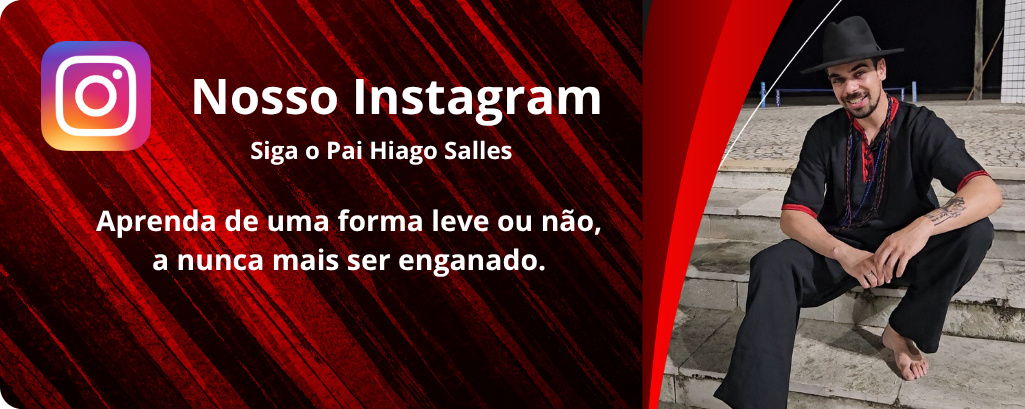 Nosso Instagram
Siga o Pai Hiago Salles
Aprenda de uma forma leve ou não,
a nunca mais ser enganado.